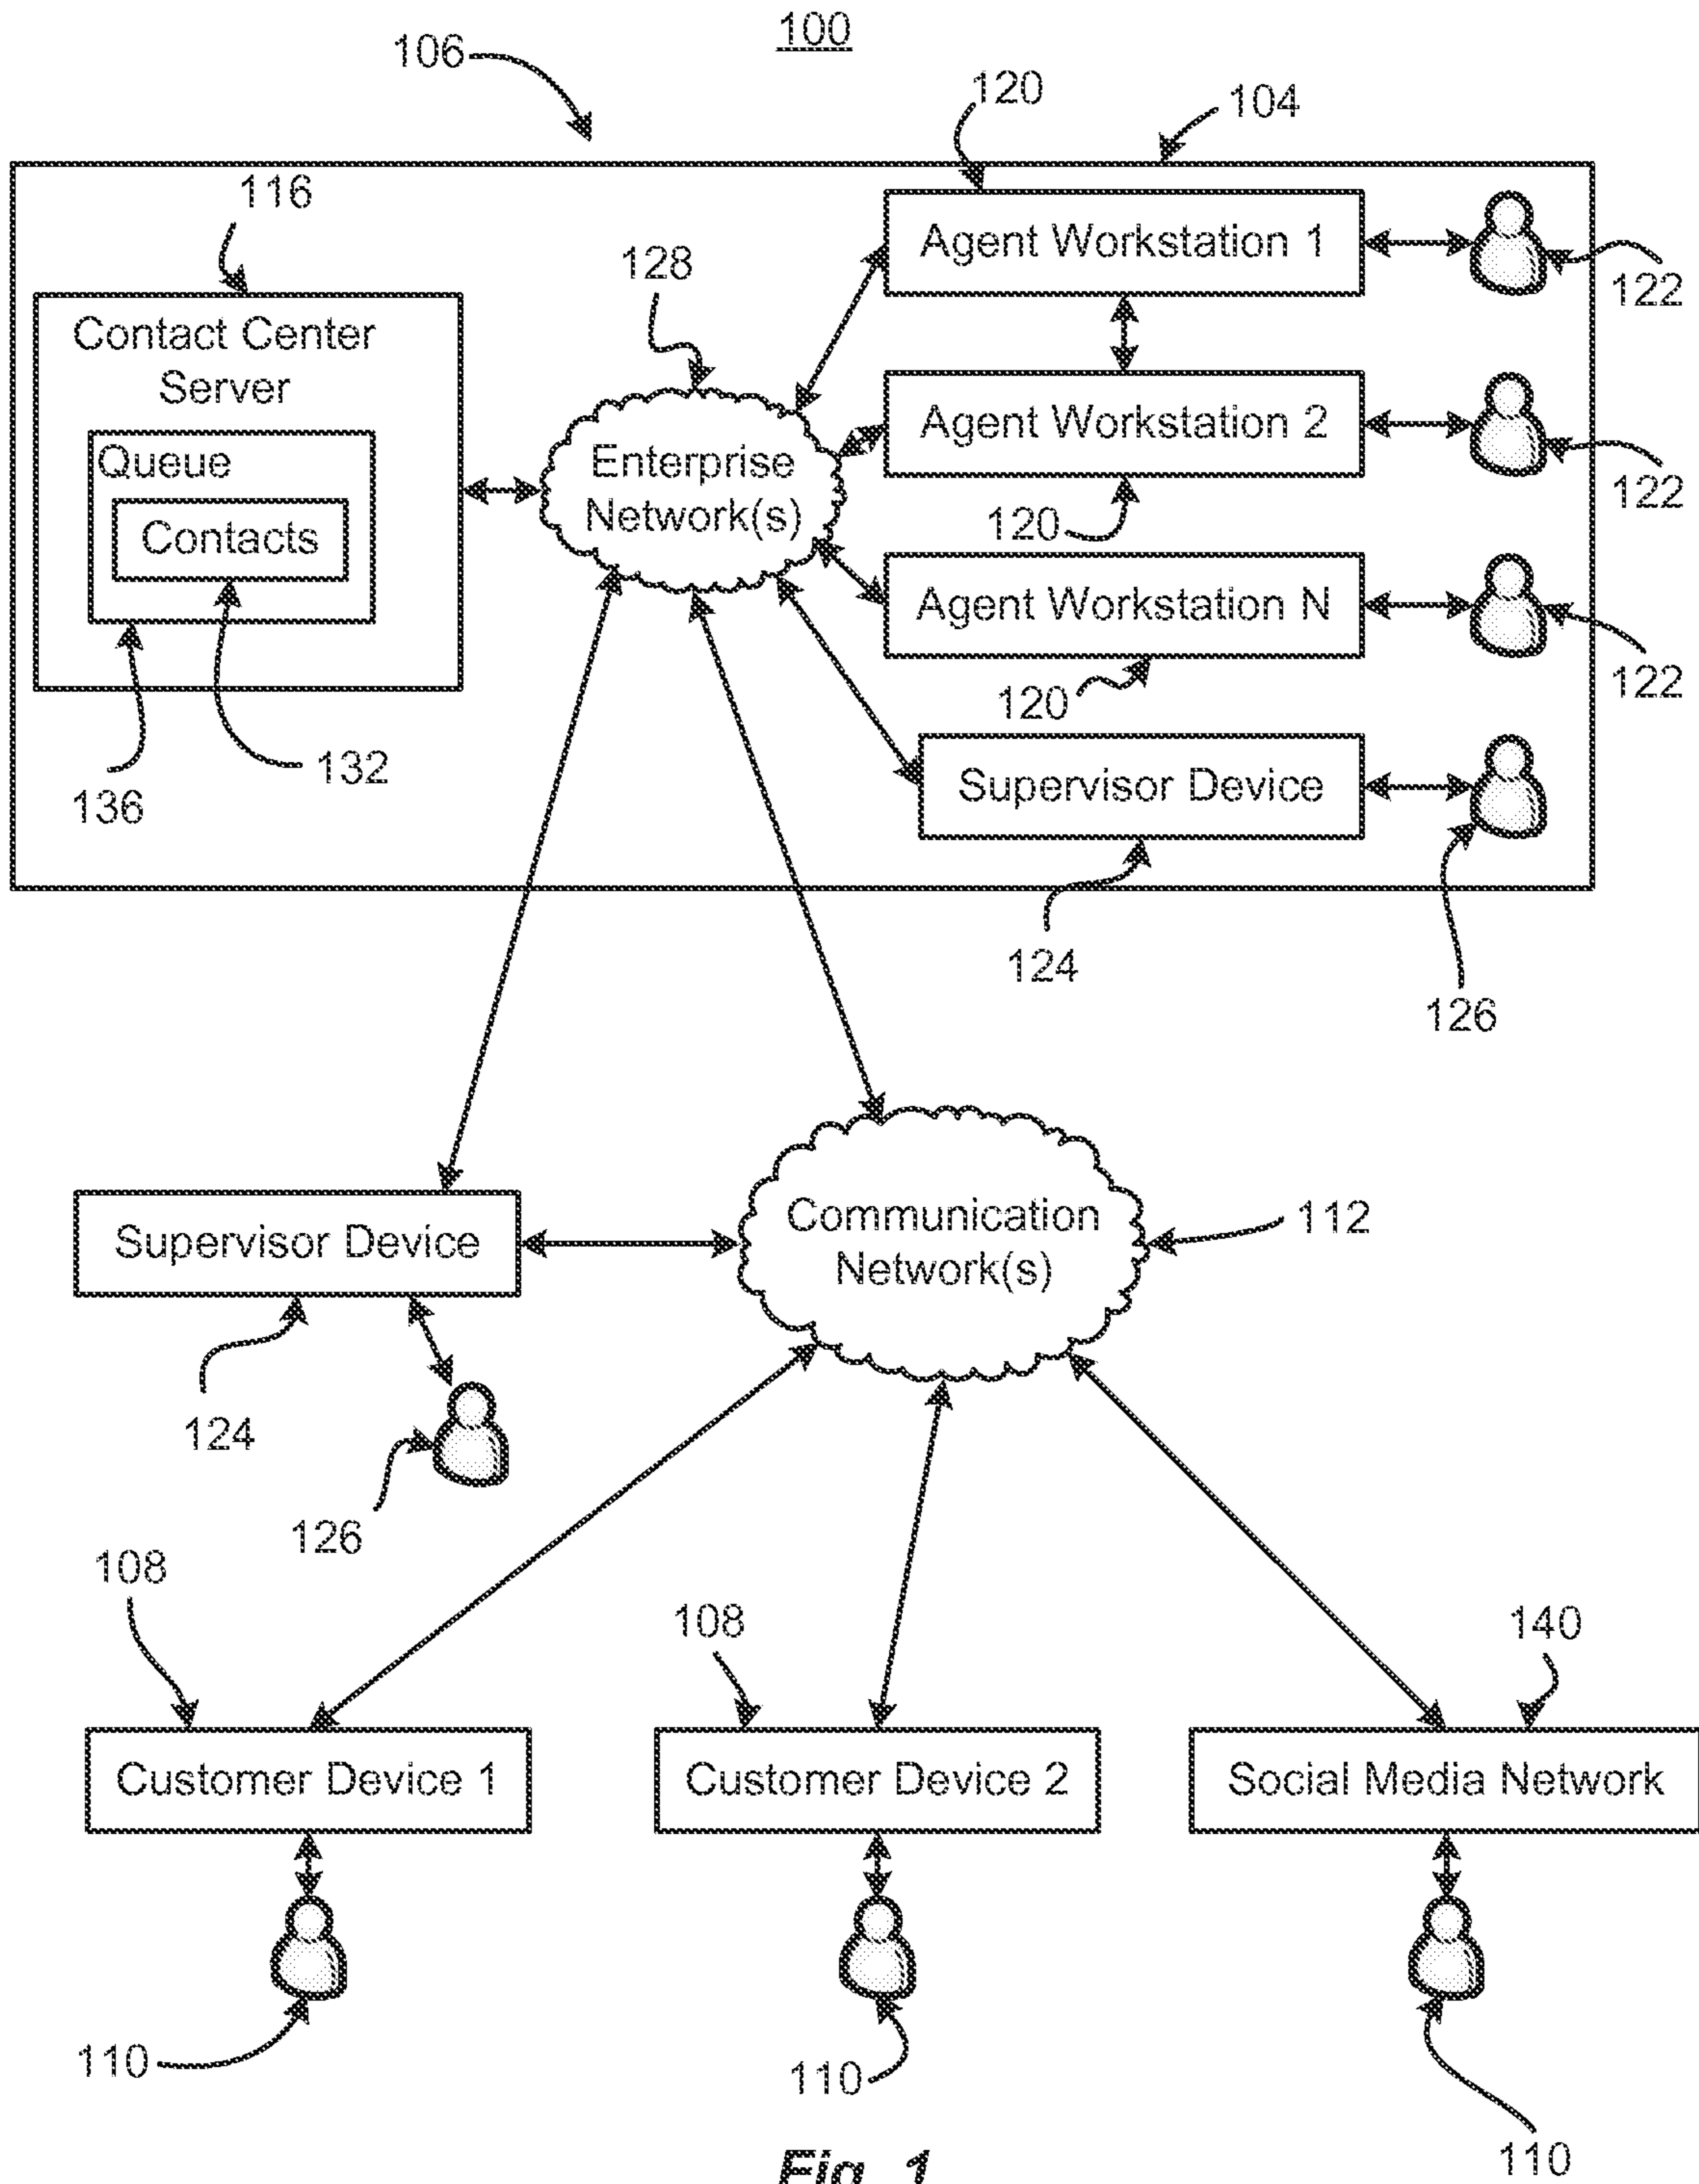 100
106
120
104
116
Agent Workstation 1
122
128
Contact Center
Server
Agent Workstation 2
122
Queue
Enterprise
Network(s)
120
Contacts
Agent Workstation N
122
120
132
136
Supervisor Device
124
126
Communication
Network(s)
112
Supervisor Device
124
126
108
108
140
Customer Device 1
Customer Device 2
Social Media Network
110
110
110
Fig. 1